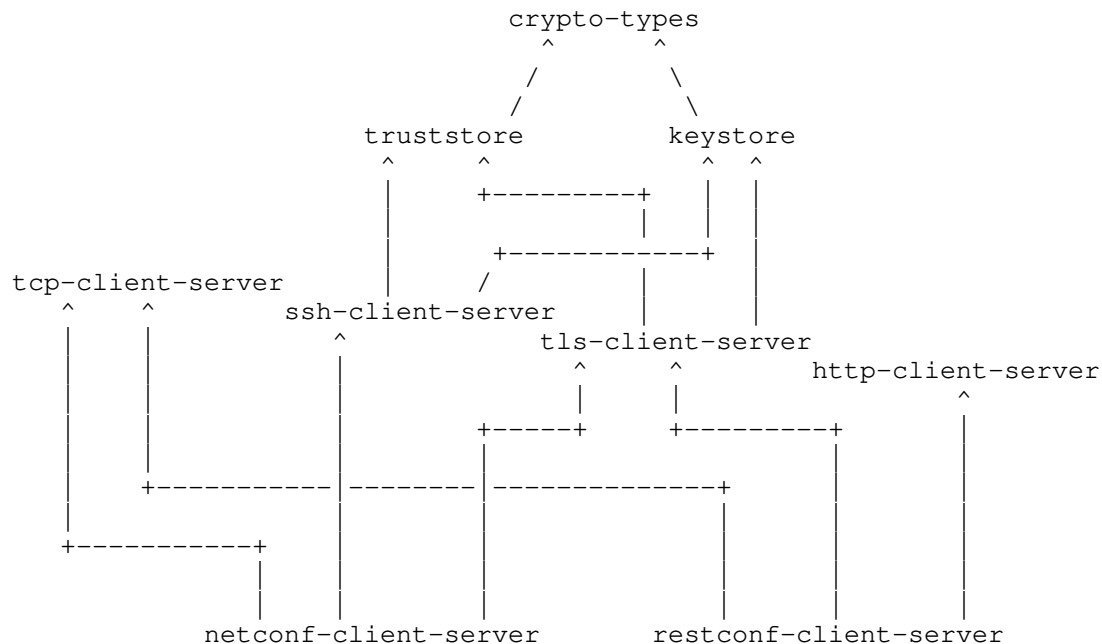 crypto-types
truststore keystore
tcp-client-server
ssh-client-server
tls-client-server
http-client-server
netconf-client-server restconf-client-server